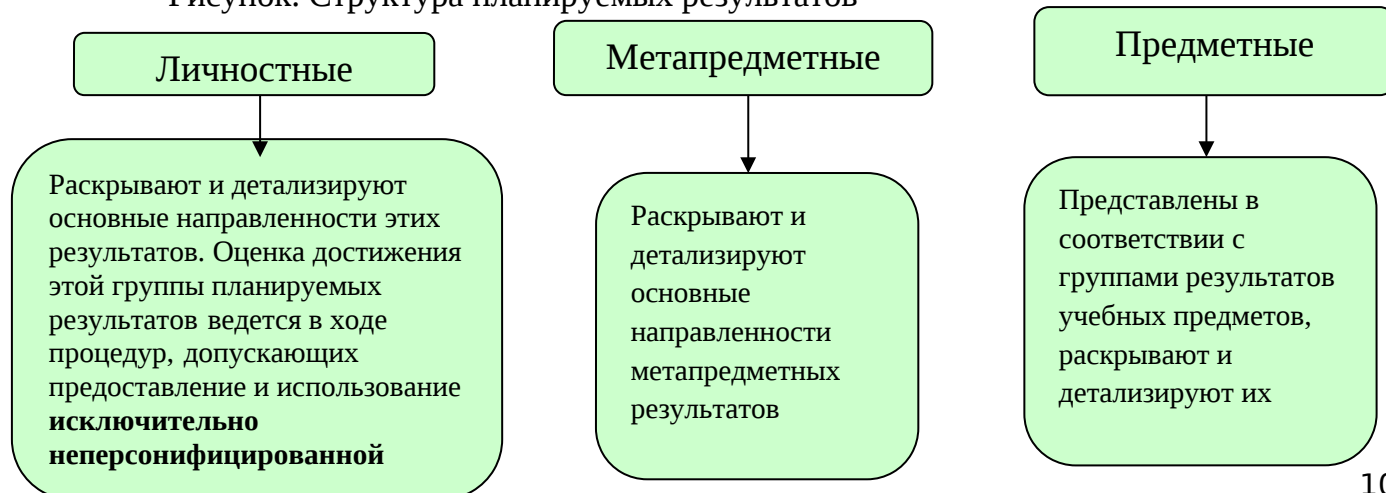 Рисунок. Структура планируемых результатов
Личностные
Метапредметные
Предметные
Раскрывают и детализируют
основные направленности этих
результатов. Оценка достижения
этой группы планируемых
результатов ведется в ходе
процедур, допускающих
предоставление и использование
исключительно
неперсонифицированной
Раскрывают и
детализируют
основные
направленности
метапредметных
результатов
Представлены в
соответствии с
группами результатов
учебных предметов,
раскрывают и
детализируют их
10